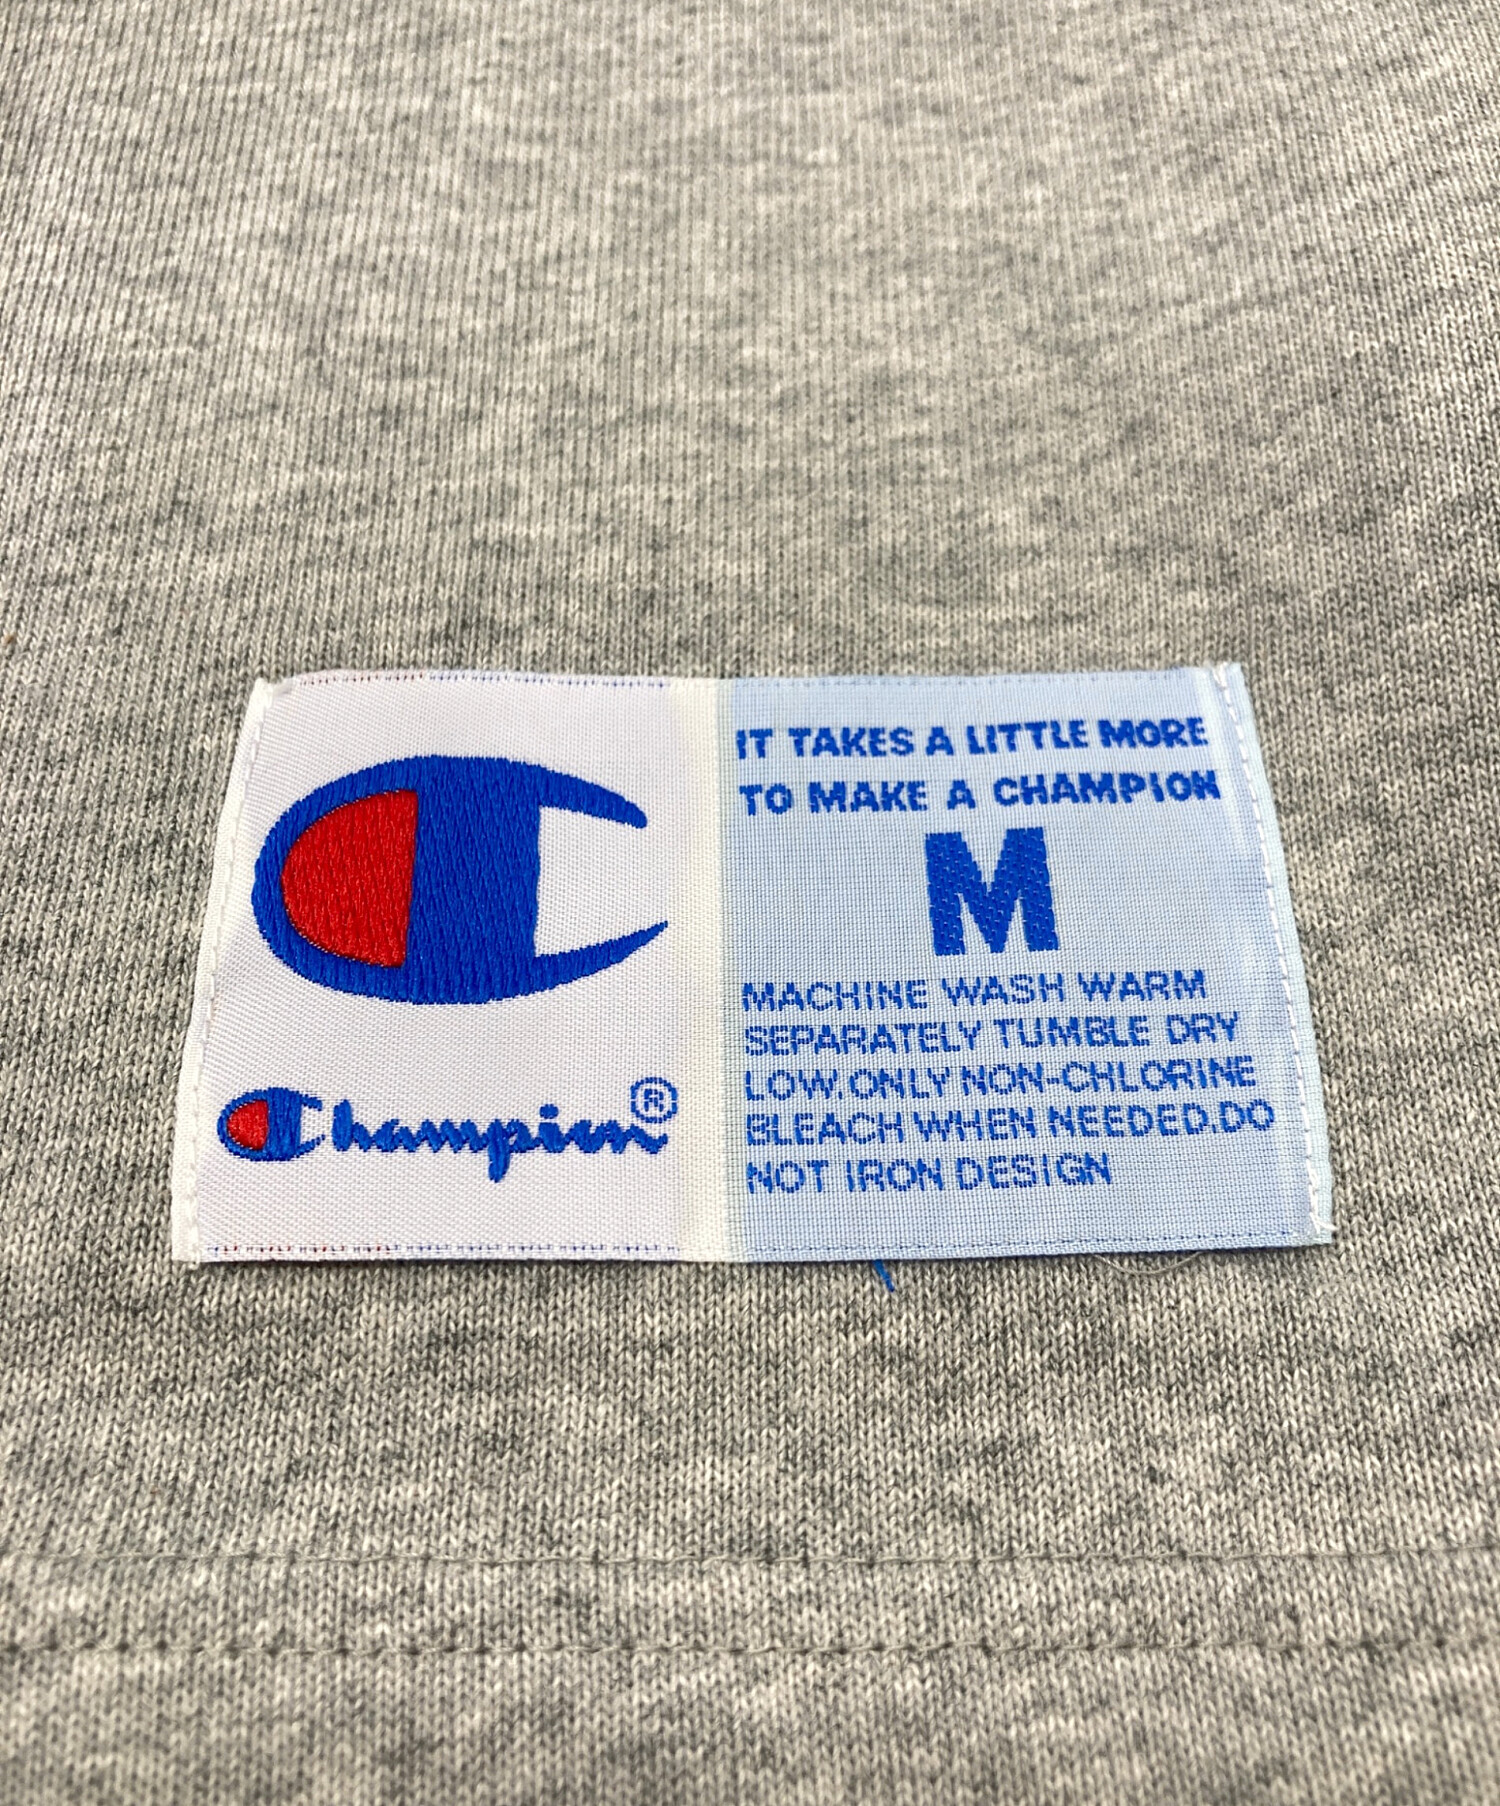 Champion®
IT TAKES A LITTLE MORE
TO MAKE A CHAMPION
M
MACHINE WASH WARM
SEPARATELY TUMBLE DRY
LOW.ONLY NON-CHLORINE
BLEACH WHEN NEEDED.DO
NOT IRON DESIGN